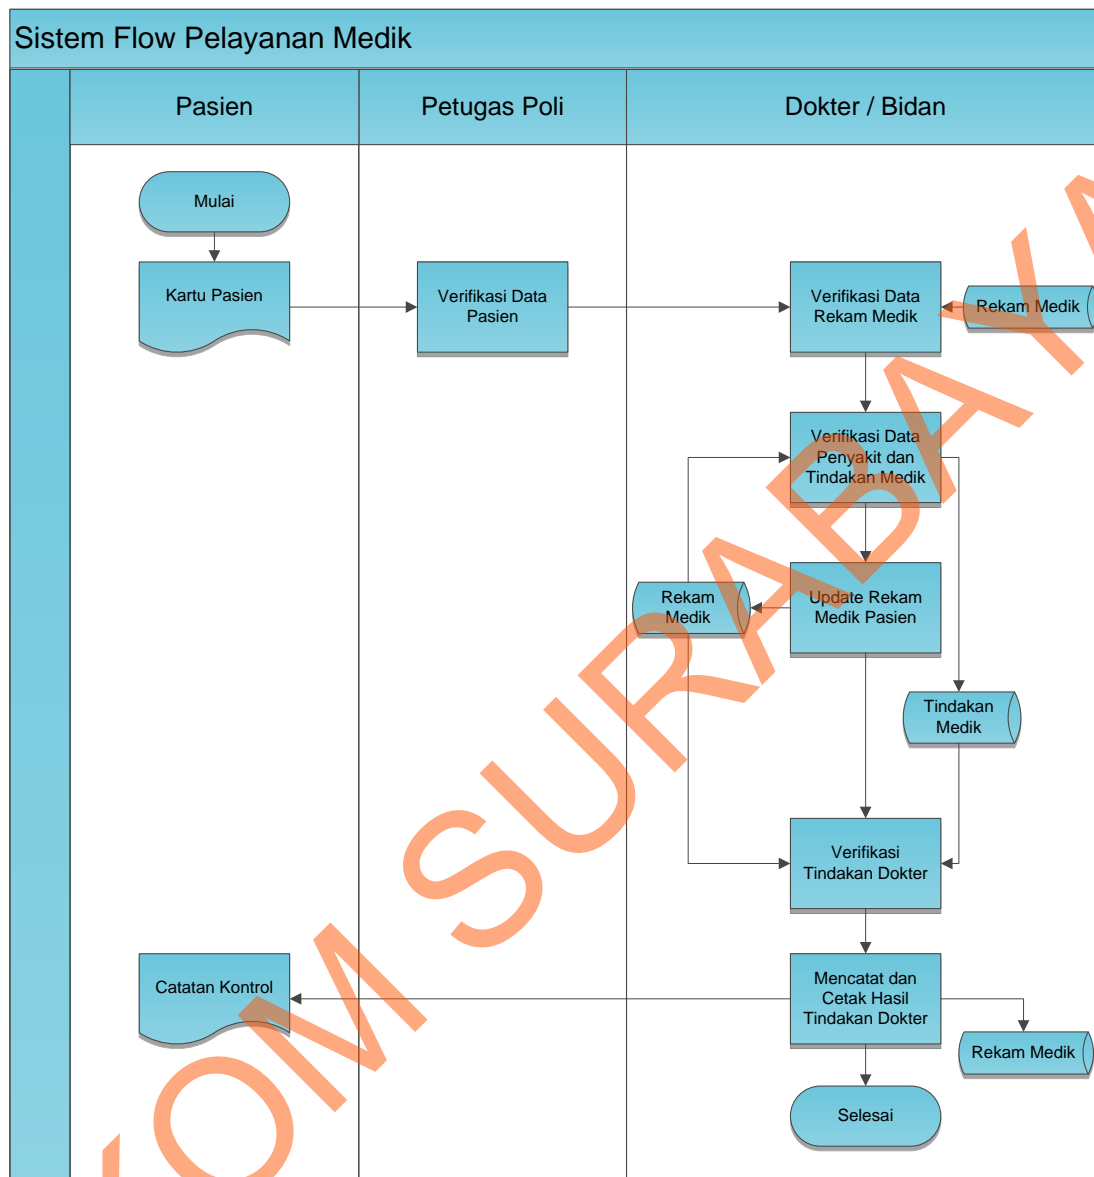 Sistem Flow Pelayanan Medik
Pasien
Petugas Poli
Dokter / Bidan
Mulai
Kartu Pasien
Verifikasi Data
Pasien
Verifikasi Data
Rekam Medik
Rekam Medik
Verifikasi Data
Penyakit dan
Tindakan Medik
Rekam
Medik
Update Rekam
Medik Pasien
Tindakan
Medik
Verifikasi
Tindakan Dokter
Catatan Kontrol
Mencatat dan
Cetak Hasil
Tindakan Dokter
Rekam Medik
Selesai
KOM SURABAYA